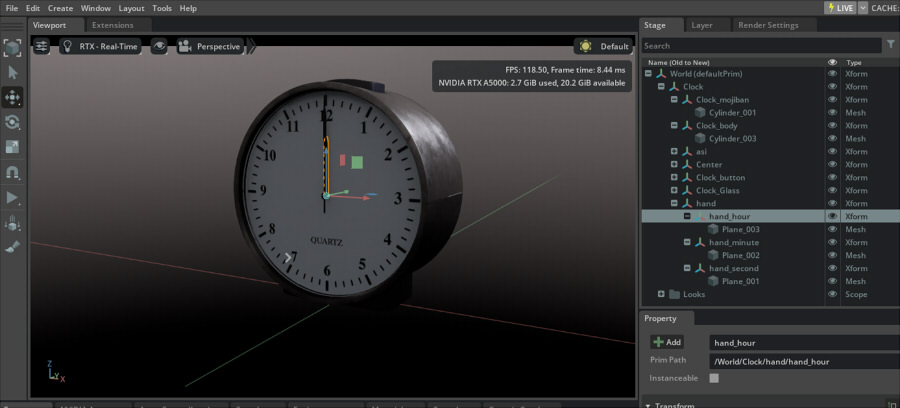 File Edit Create Window Layout Tools Help LIVE CACHE:
Viewport Extensions
RTX - Real-Time Perspective Default
FPS: 118.50, Frame time: 8.44 ms
NVIDIA RTX A5000: 2.7 GiB used, 20.2 GiB available
12
11 1
10 2
9 3
8 4
QUARTZ
7 5
6
Z
Y X
Stage Layer Render Settings
Search
Name (Old to New) Type
World (defaultPrim) Xform
Clock Xform
Clock_mojiban Xform
Cylinder_001 Mesh
Clock_body Xform
Cylinder_003 Mesh
asi Xform
Center Xform
Clock_button Xform
Clock_Glass Xform
hand Xform
hand_hour Xform
Plane_003 Mesh
hand_minute Xform
Plane_002 Mesh
hand_second Xform
Plane_001 Mesh
Looks Scope
Property
Add hand_hour
Prim Path /World/Clock/hand/hand_hour
Instanceable
Transform